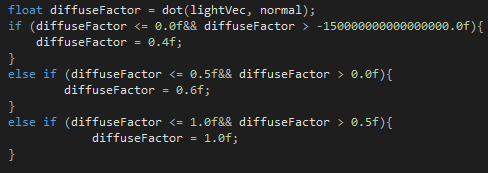 float diffuseFactor = dot(lightVec, normal);
if (diffuseFactor <= 0.0f&& diffuseFactor > -150000000000000000.0f){
    diffuseFactor = 0.4f;
}
else if (diffuseFactor <= 0.5f&& diffuseFactor > 0.0f){
        diffuseFactor = 0.6f;
}
else if (diffuseFactor <= 1.0f&& diffuseFactor > 0.5f){
            diffuseFactor = 1.0f;
}